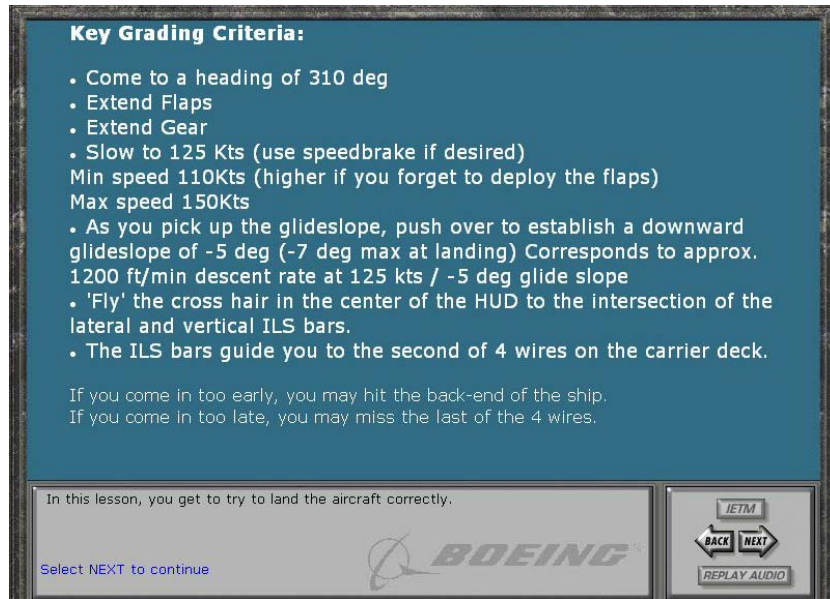 Key Grading Criteria:
• Come to a heading of 310 deg
• Extend Flaps
• Extend Gear
• Slow to 125 Kts (use speedbrake if desired)
Min speed 110Kts (higher if you forget to deploy the flaps)
Max speed 150Kts
• As you pick up the glideslope, push over to establish a downward
glideslope of -5 deg (-7 deg max at landing) Corresponds to approx.
1200 ft/min descent rate at 125 kts / -5 deg glide slope
• 'Fly' the cross hair in the center of the HUD to the intersection of the
lateral and vertical ILS bars.
• The ILS bars guide you to the second of 4 wires on the carrier deck.
If you come in too early, you may hit the back-end of the ship.
If you come in too late, you may miss the last of the 4 wires.
In this lesson, you get to try to land the aircraft correctly.
BOEING
Select NEXT to continue
IETM
BACK NEXT
REPLAY AUDIO